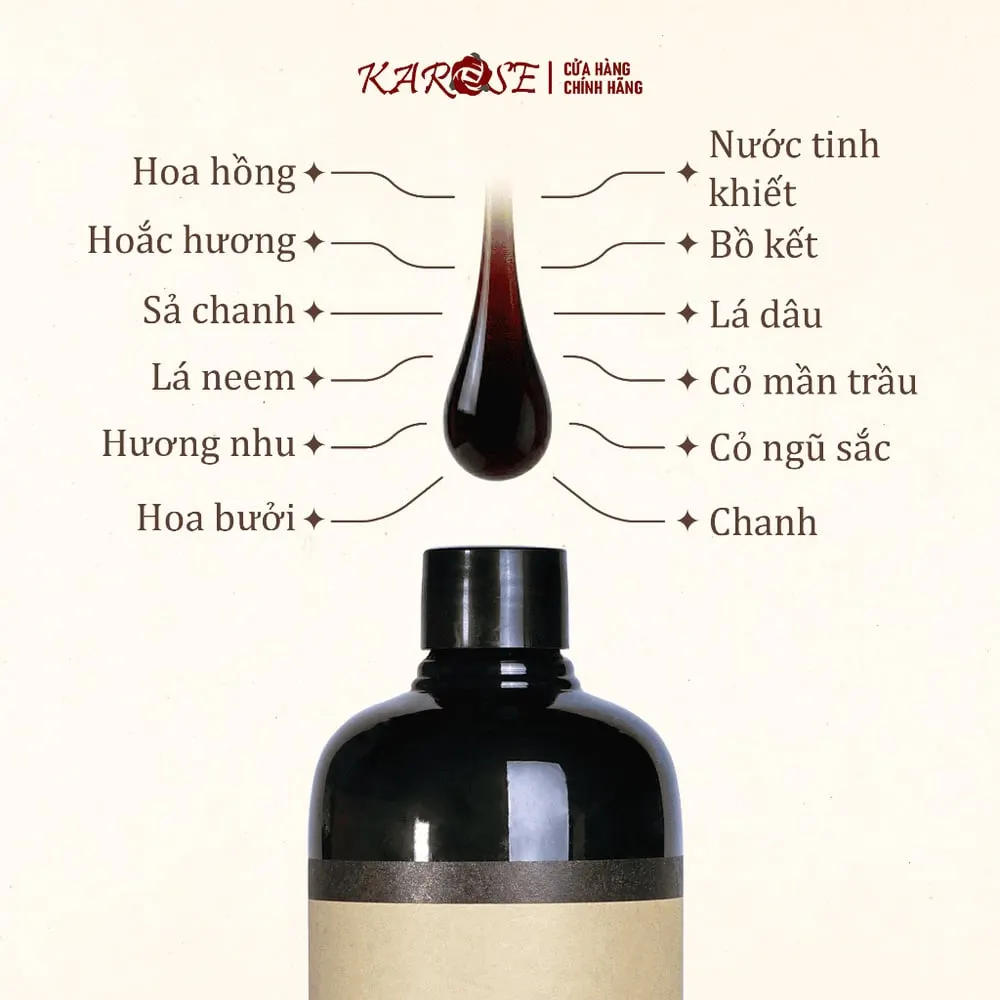 KAROSE
CỬA HÀNG
CHÍNH HÃNG
Hoa hồng
Hoắc hương
Sả chanh
Lá neem
Hương nhu
Hoa bưởi
Nước tinh
khiết
Bồ kết
Lá dâu
Cỏ mần trầu
Cỏ ngũ sắc
Chanh